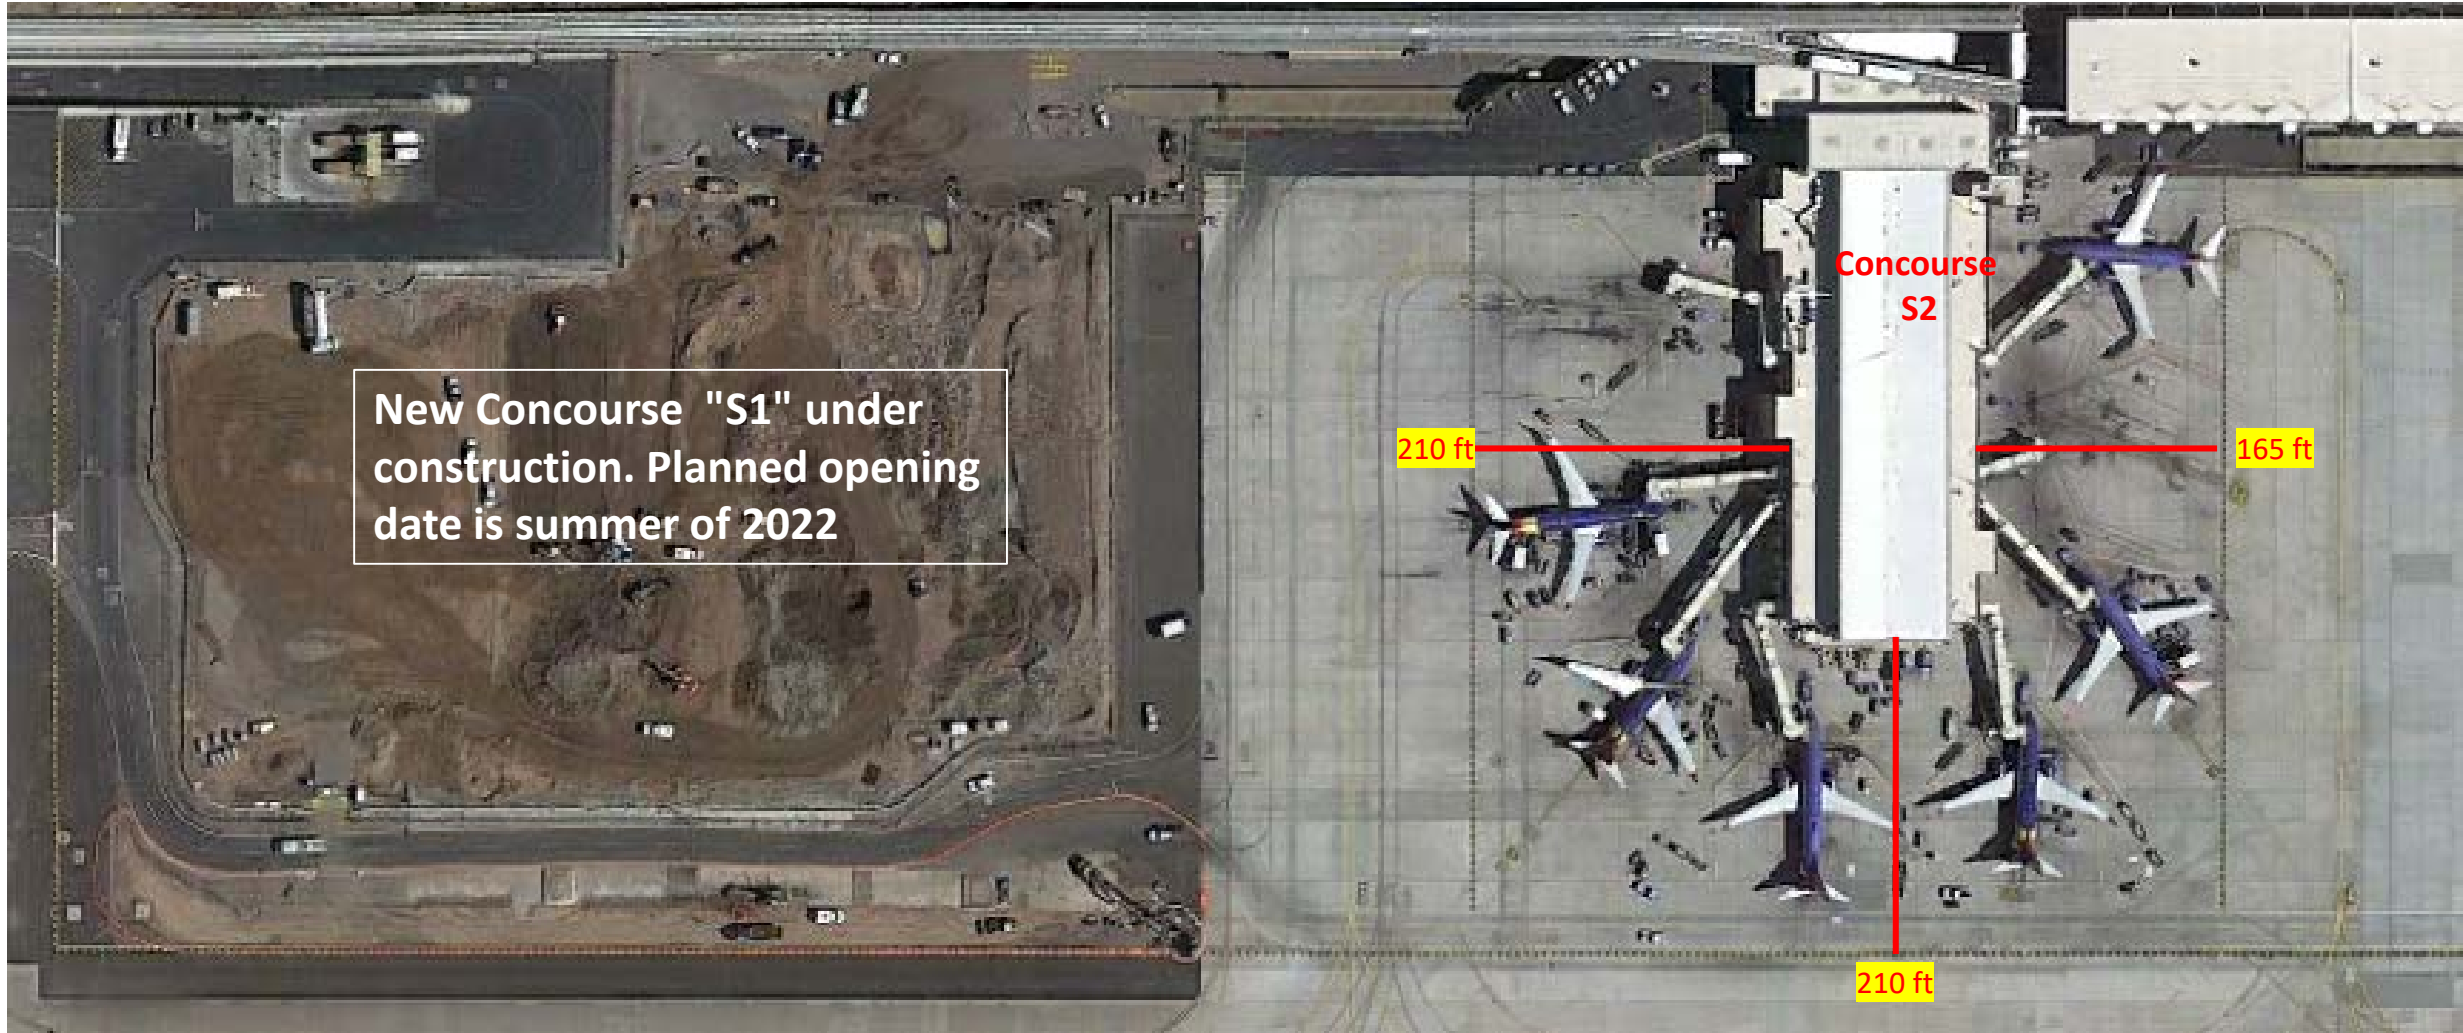 Concourse
S2
New Concourse "S1" under
construction. Planned opening
date is summer of 2022
210 ft
165 ft
210 ft